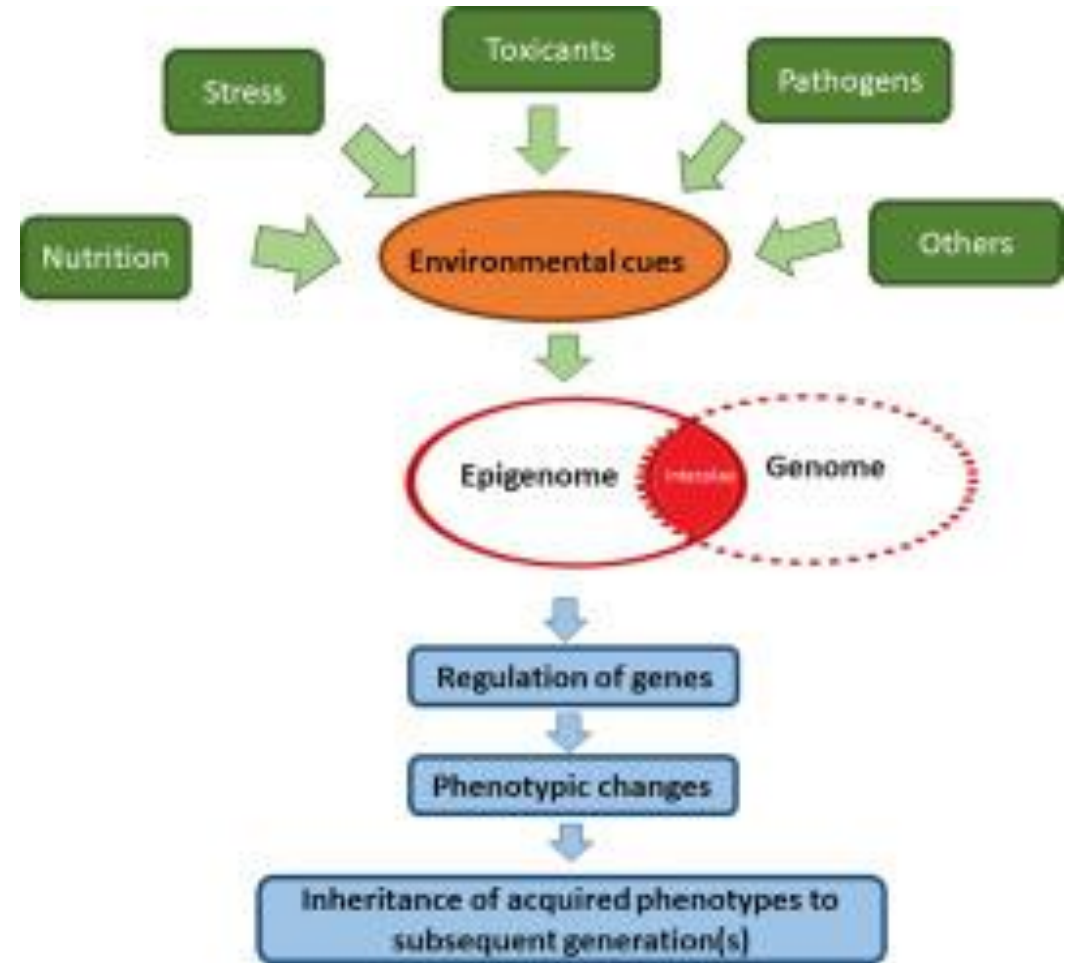 Toxicants
Stress
Pathogens
Nutrition
Others
Environmental cues
Epigenome
Genome
Regulation of genes
Phenotypic changes
Inheritance of acquired phenotypes to
subsequent generation(s)